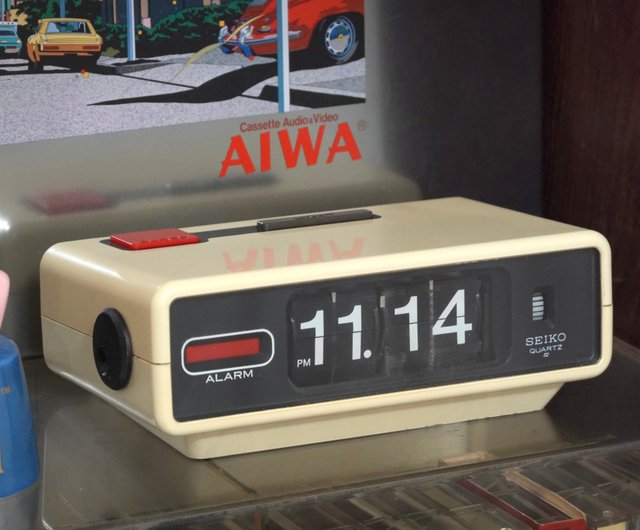 Cassette Audio & Video
AIWA®
PM 11. 14
ALARM
SEIKO
QUARTZ